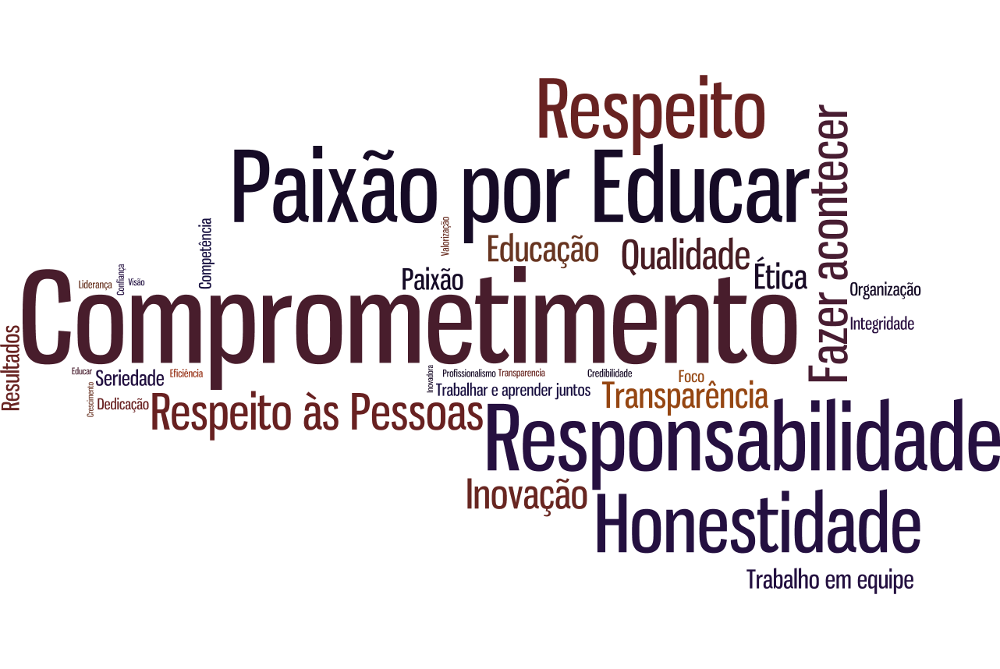 Respeito
Fazer acontecer
Paixão por Educar
Competência
Valorização
Educação
Qualidade
Ética
Paixão
Confiança
Visão
Liderança
Organização
Comprometimento
Integridade
Resultados
Educar
Seriedade
Eficiência
Inovadora
Profissionalismo
Transparencia
Credibilidade
Foco
Trabalhar e aprender juntos
Transparência
Crescimento
Dedicação
Respeito às Pessoas
Responsabilidade
Inovação
Honestidade
Trabalho em equipe